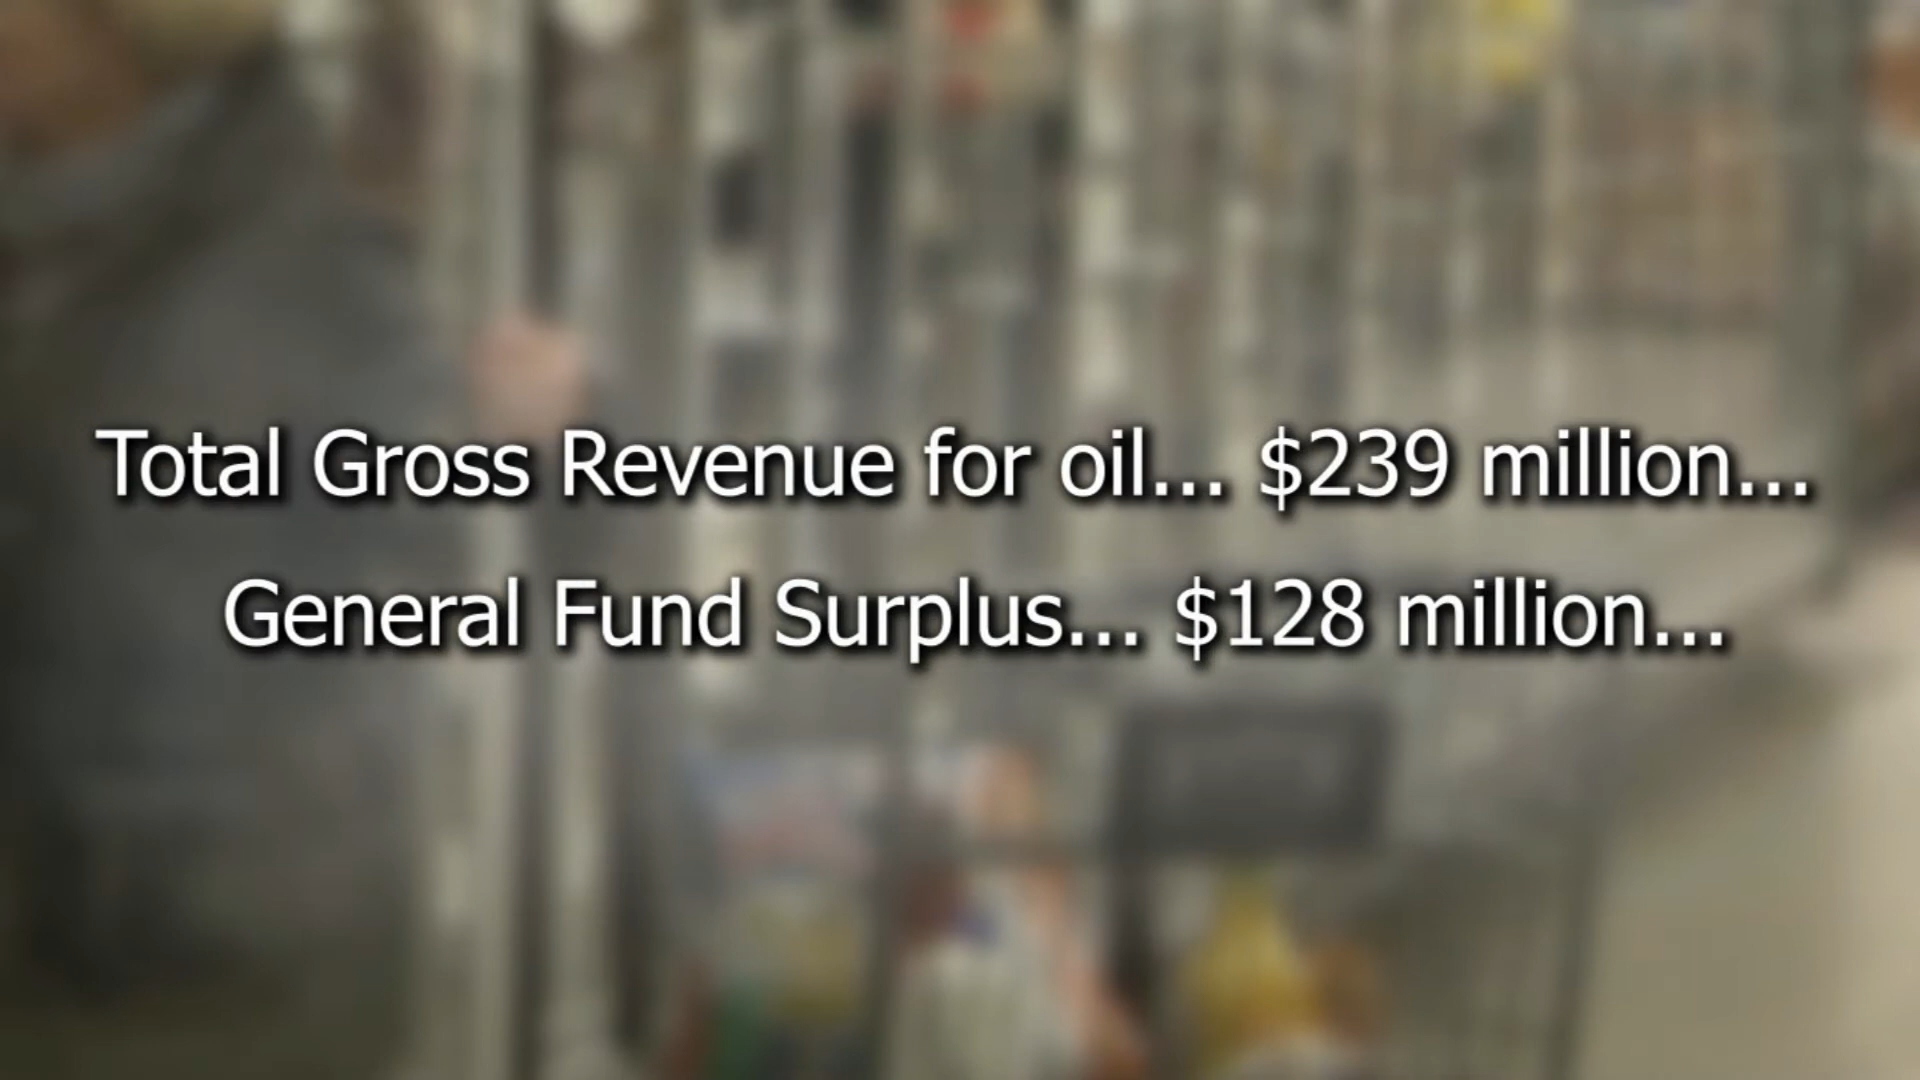 Total Gross Revenue for oil... $239 million...
General Fund Surplus... $128 million...